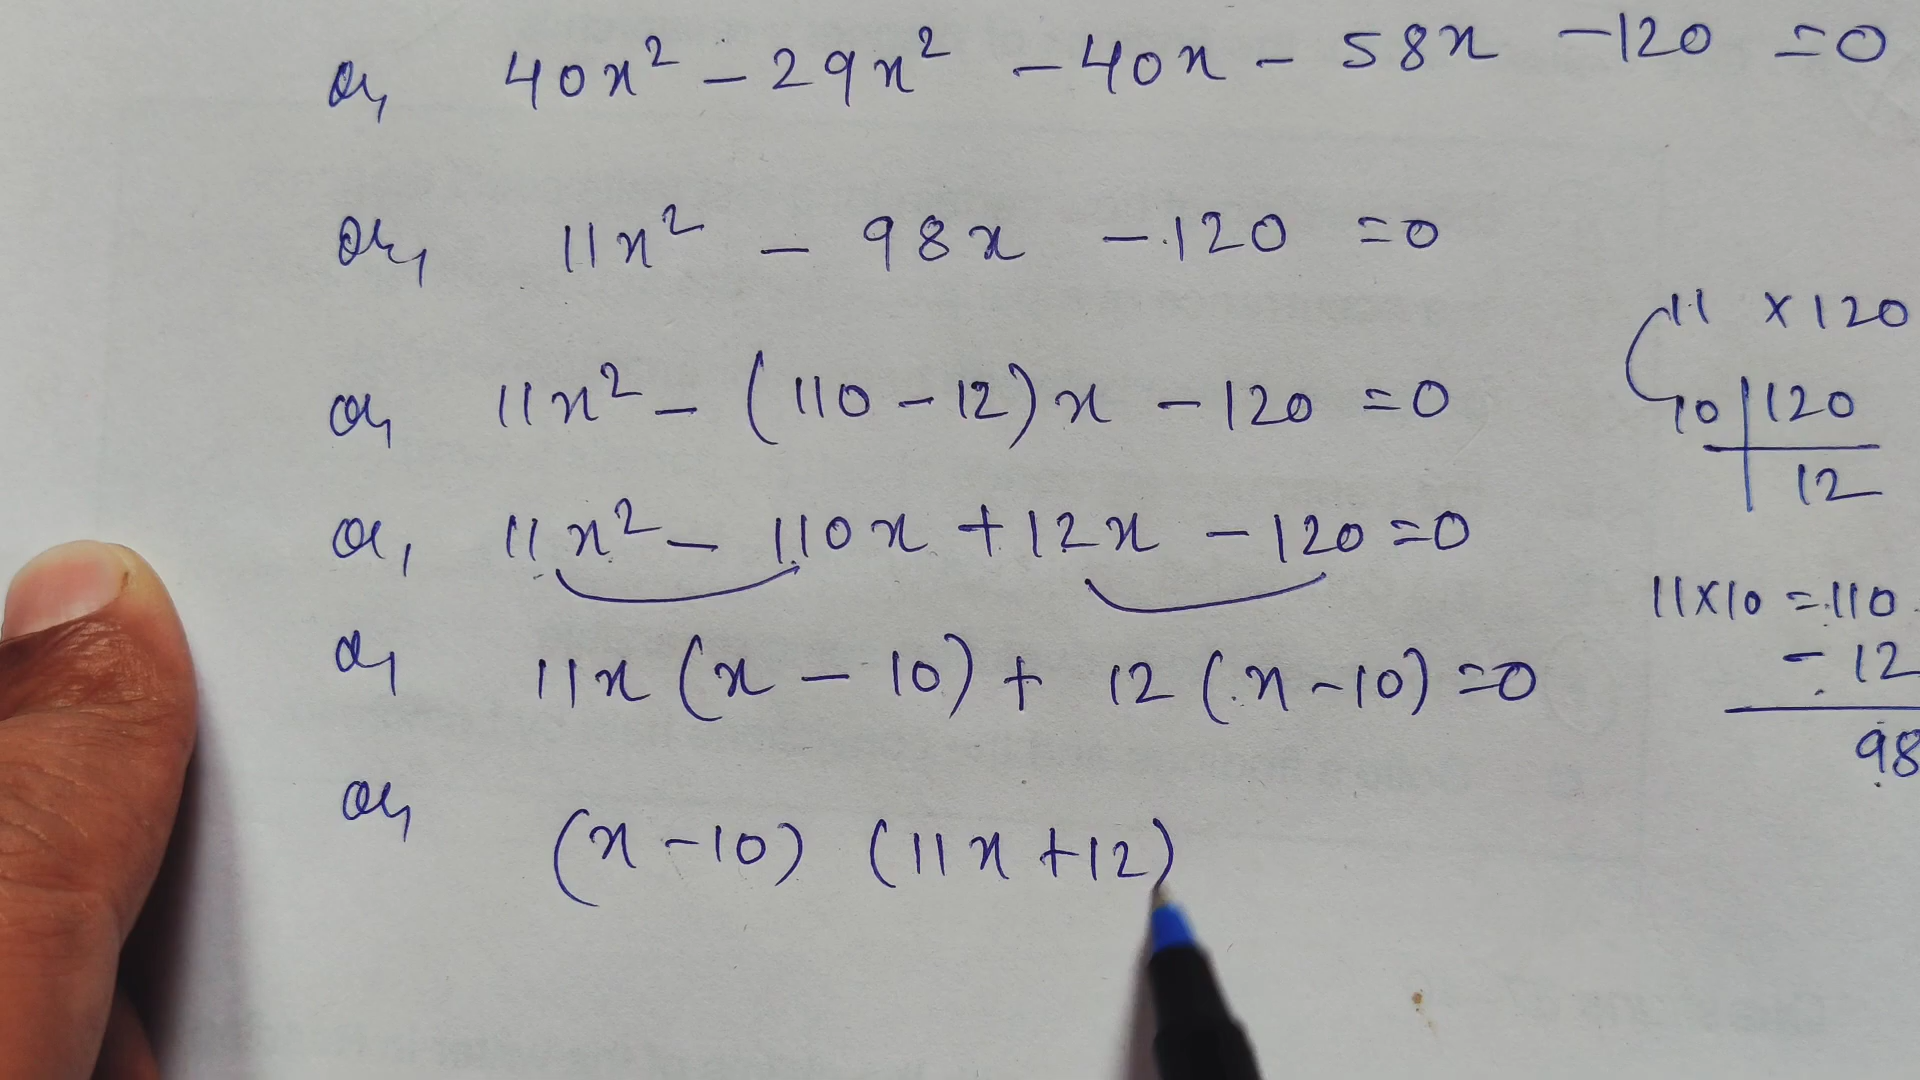 or, 40x² - 29x² - 40x - 58x - 120 = 0
or, 11x² - 98x - 120 = 0
or, 11x² - (110 - 12)x - 120 = 0
or, 11x² - 110x + 12x - 120 = 0
or, 11x (x - 10) + 12 (x - 10) = 0
or, (x - 10) (11x + 12)
11 x 120
10 | 120
12
11 x 10 = 110
- 12
98